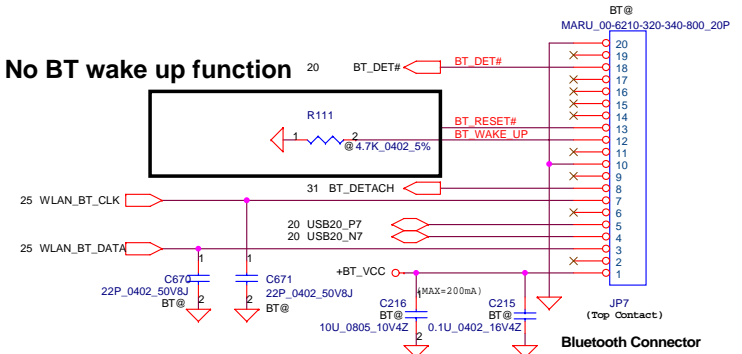 BT@
MARU_00-6210-320-340-800_20P
No BT wake up function
20 BT_DET# BT_DET#
R111
1 2
@ 4.7K_0402_5%
BT_RESET#
BT_WAKE_UP
31 BT_DETACH
25 WLAN_BT_CLK
20 USB20_P7
20 USB20_N7
25 WLAN_BT_DATA
20
19
18
17
16
15
14
13
12
11
10
9
8
7
6
5
4
3
2
1
JP7
(Top Contact)
1
C670
22P_0402_50V8J
BT@
2
1
C671
22P_0402_50V8J
BT@
2
+BT_VCC
(MAX=200mA)
1
C216
BT@
10U_0805_10V4Z
2
C215
BT@
0.1U_0402_16V4Z
Bluetooth Connector